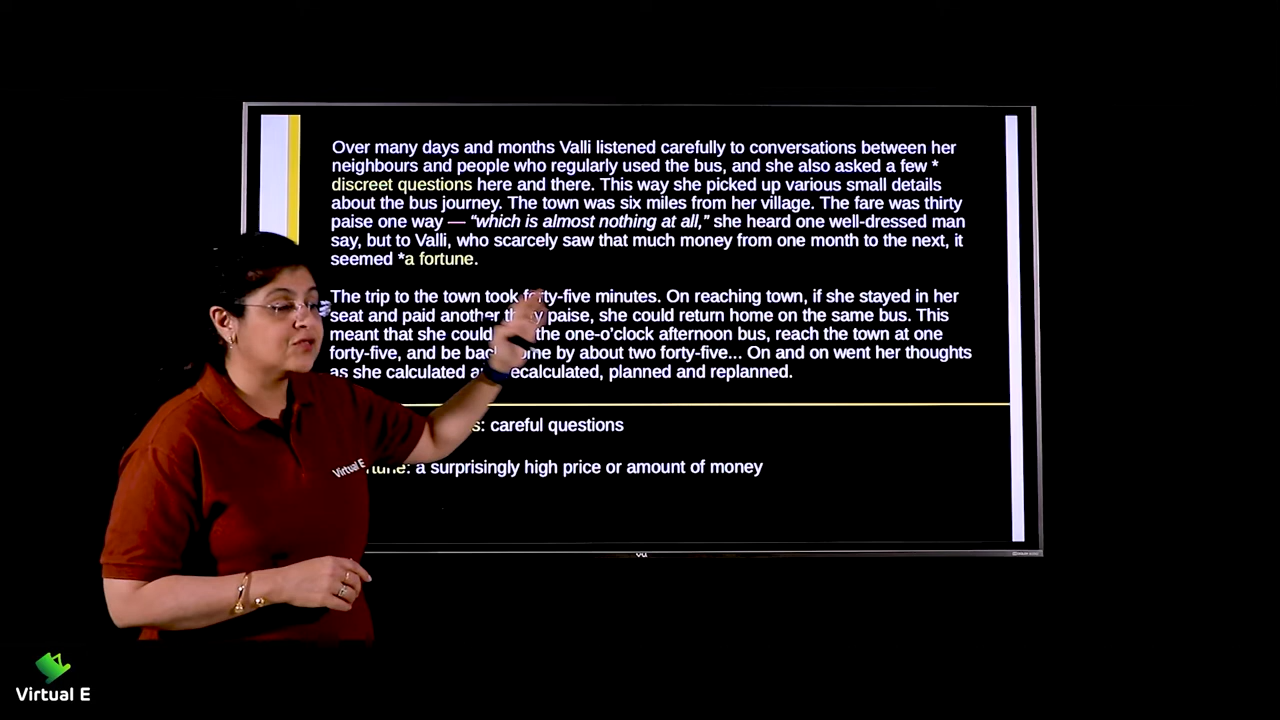 Over many days and months Valli listened carefully to conversations between her
neighbours and people who regularly used the bus, and she also asked a few *
discreet questions here and there. This way she picked up various small details
about the bus journey. The town was six miles from her village. The fare was thirty
paise one way — “which is almost nothing at all,” she heard one well-dressed man
say, but to Valli, who scarcely saw that much money from one month to the next, it
seemed *a fortune.
The trip to the town took forty-five minutes. On reaching town, if she stayed in her
seat and paid another paise, she could return home on the same bus. This
meant that she could the one-o’clock afternoon bus, reach the town at one
forty-five, and be by about two forty-five... On and on went her thoughts
as she calculated recalculated, planned and replanned.
careful questions
a surprisingly high price or amount of money
Virtual E
Virtual E